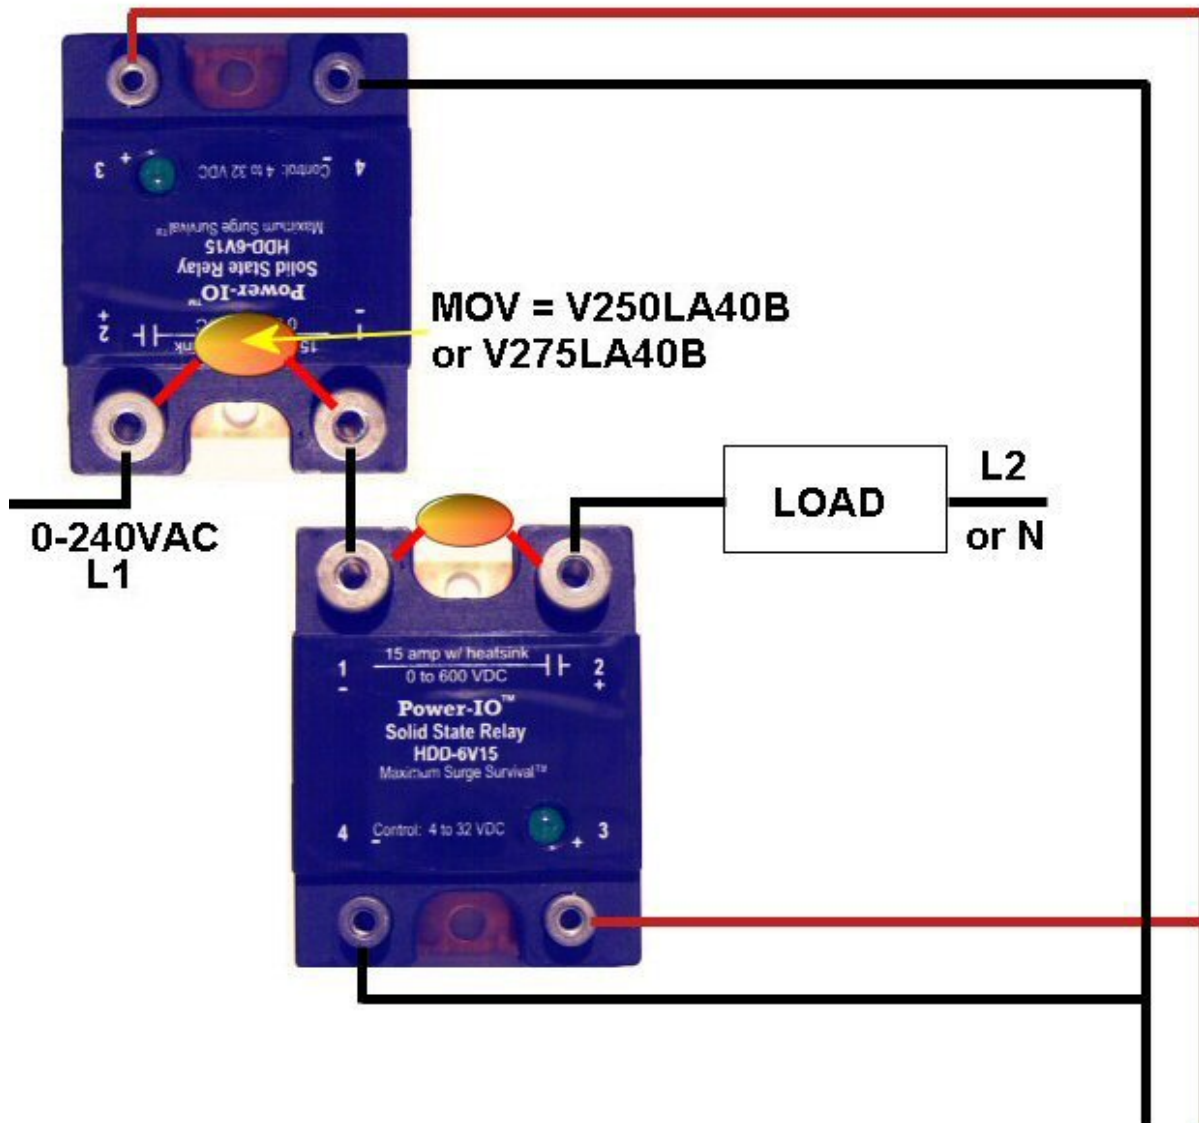 3 + - 4
Control: 4 to 32 VDC
Maximum Surge Survival™
HDD-6V15
Solid State Relay
Power-IO™
+ -
2
15
MOV = V250LA40B
or V275LA40B
0-240VAC
L1
LOAD
L2
or N
1 15 amp w/ heatsink 2
- 0 to 600 VDC +
Power-IO™
Solid State Relay
HDD-6V15
Maximum Surge Survival™
4 Control: 4 to 32 VDC 3
- +